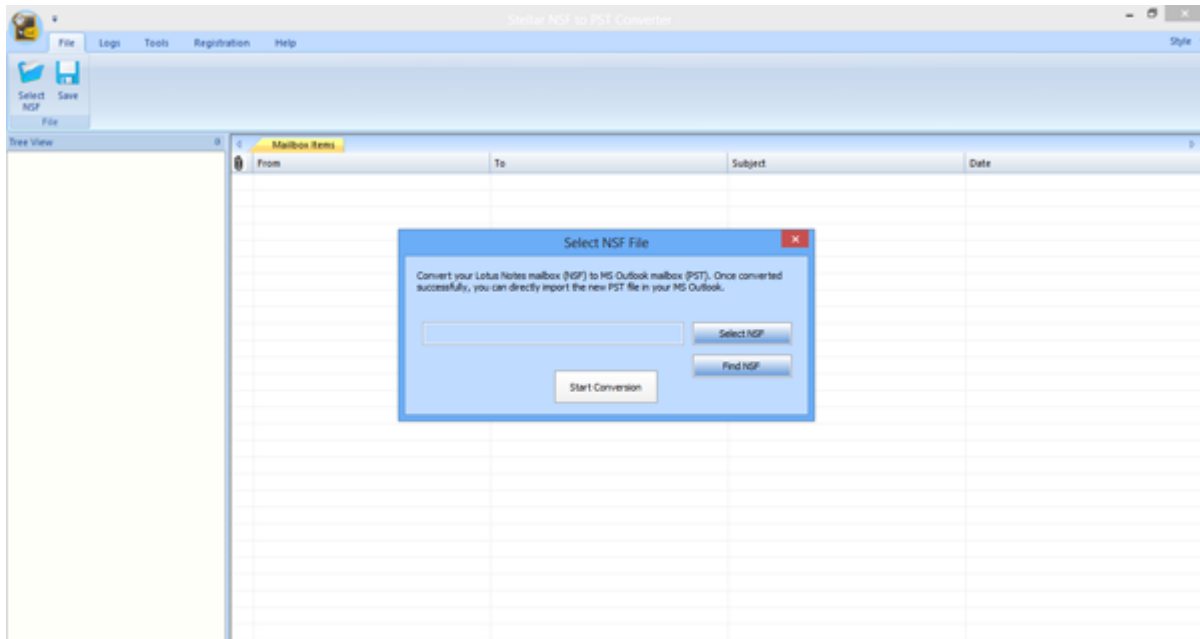 Stellar NSF to PST Converter
File Logs Tools Registration Help Style
Select NSF
Save
File
Tree View
Mailbox Items
From To Subject Date
Select NSF File
Convert your Lotus Notes mailbox (NSF) to MS Outlook mailbox (PST). Once converted
successfully, you can directly import the new PST file in your MS Outlook.
Select NSF
Find NSF
Start Conversion